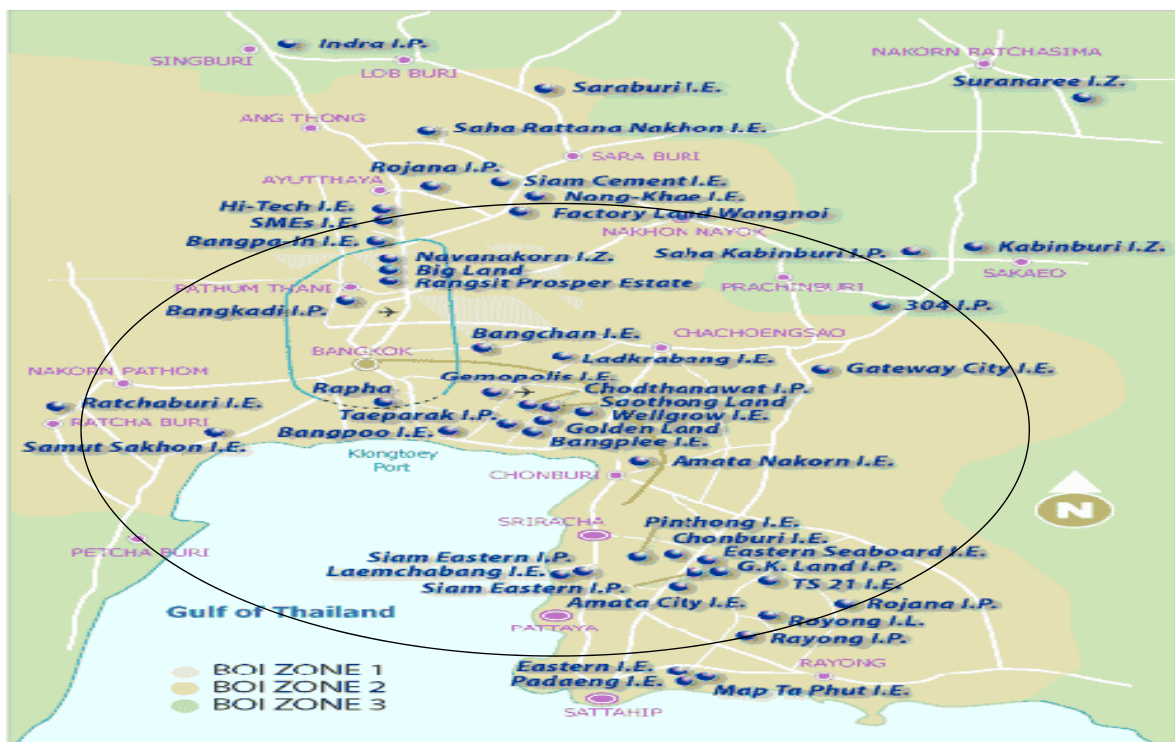 Indra I.P.
SINGBURI
LOB BURI
NAKORN RATCHASIMA
Suranaree I.Z.
Saraburi I.E.
ANG THONG
Saha Rattana Nakhon I.E.
SARA BURI
Rojana I.P.
AYUTTHAYA
Siam Cement I.E.
Nong-Khae I.E.
Hi-Tech I.E.
Factory Land Wangnoi
SMEs I.E.
NAKHON NAYOK
Bangpa-In I.E.
Saha Kabinburi I.P.
Kabinburi I.Z.
Navanakorn I.Z.
Big Land
SAKAEO
Rangsit Prosper Estate
PATHUM THANI
PRACHINBURI
Bangkadi I.P.
304 I.P.
Bangchan I.E.
CHACHOENGSAO
BANGKOK
Ladkrabang I.E.
Gateway City I.E.
NAKORN PATHOM
Gemopolis I.E.
Rapha
Chodthanawat I.P.
Ratchaburi I.E.
Saothong Land
Taeparak I.P.
Wellgrow I.E.
RATCHA BURI
Bangpoo I.E.
Golden Land
Samut Sakhon I.E.
Bangplee I.E.
Klongtoey
Port
Amata Nakorn I.E.
CHONBURI
N
SRIRACHA
Pinthong I.E.
Chonburi I.E.
PETCHA BURI
Siam Eastern I.P.
Eastern Seaboard I.E.
Laemchabang I.E.
G.K. Land I.P.
Siam Eastern I.P.
TS 21 I.E.
Amata City I.E.
Rojana I.P.
Gulf of Thailand
Rayong I.L.
PATTAYA
Rayong I.P.
BOI ZONE 1
Eastern I.E.
RAYONG
BOI ZONE 2
Padaeng I.E.
Map Ta Phut I.E.
BOI ZONE 3
SATTAHIP